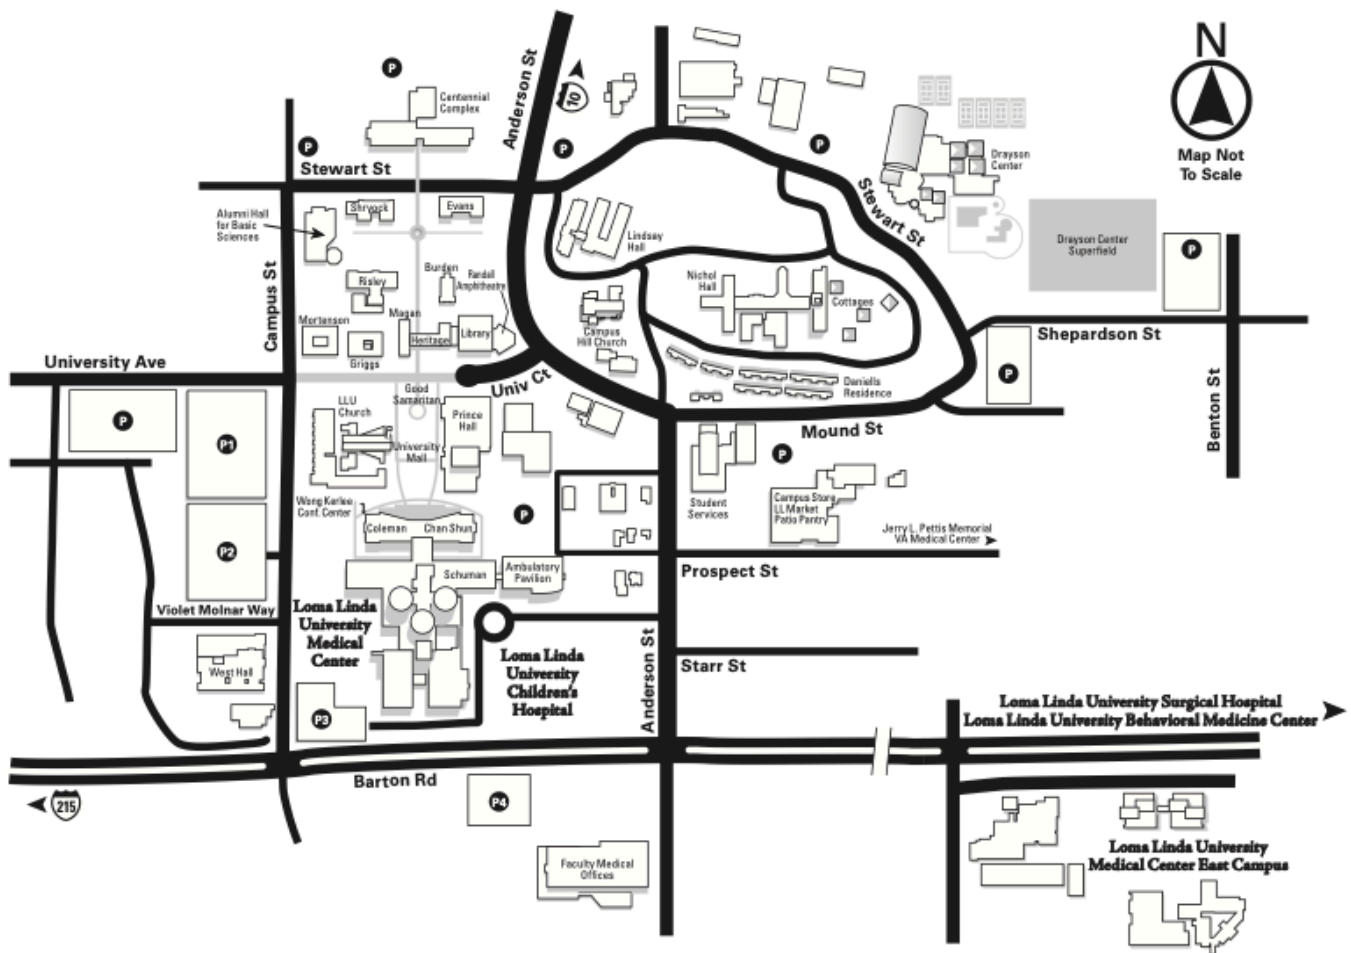 N
Map Not
To Scale
P
Centennial
Complex
Anderson St
10
P
P
P
Stewart St
Drayson
Center
Stewart St
Shryock
Evans
Alumni Hall
for Basic
Sciences
Lindsay
Hall
Drayson Center
Superfield
P
Campus St
Risley
Burden
Randall
Amphitheatre
Nichol
Hall
Cottages
Magan
Mortenson
Heritage
Library
Griggs
Campus
Hill Church
Shepardson St
University Ave
Univ Ct
Good
Samaritan
Daniells
Residence
P
Benton St
LLU
Church
Prince
Hall
Mound St
P
P1
University
Mall
P
Wong Kerlee
Conf. Center
Student
Services
Campus Store
LL Market
Patio Pantry
P
Coleman
Chan Shun
Jerry L. Pettis Memorial
VA Medical Center
P2
Schuman
Ambulatory
Pavilion
Prospect St
Violet Molnar Way
Loma Linda
University
Medical
Center
West Hall
Loma Linda
University
Children's
Hospital
Anderson St
Starr St
P3
Loma Linda University Surgical Hospital
Loma Linda University Behavioral Medicine Center
Barton Rd
215
P4
Faculty Medical
Offices
Loma Linda University
Medical Center East Campus